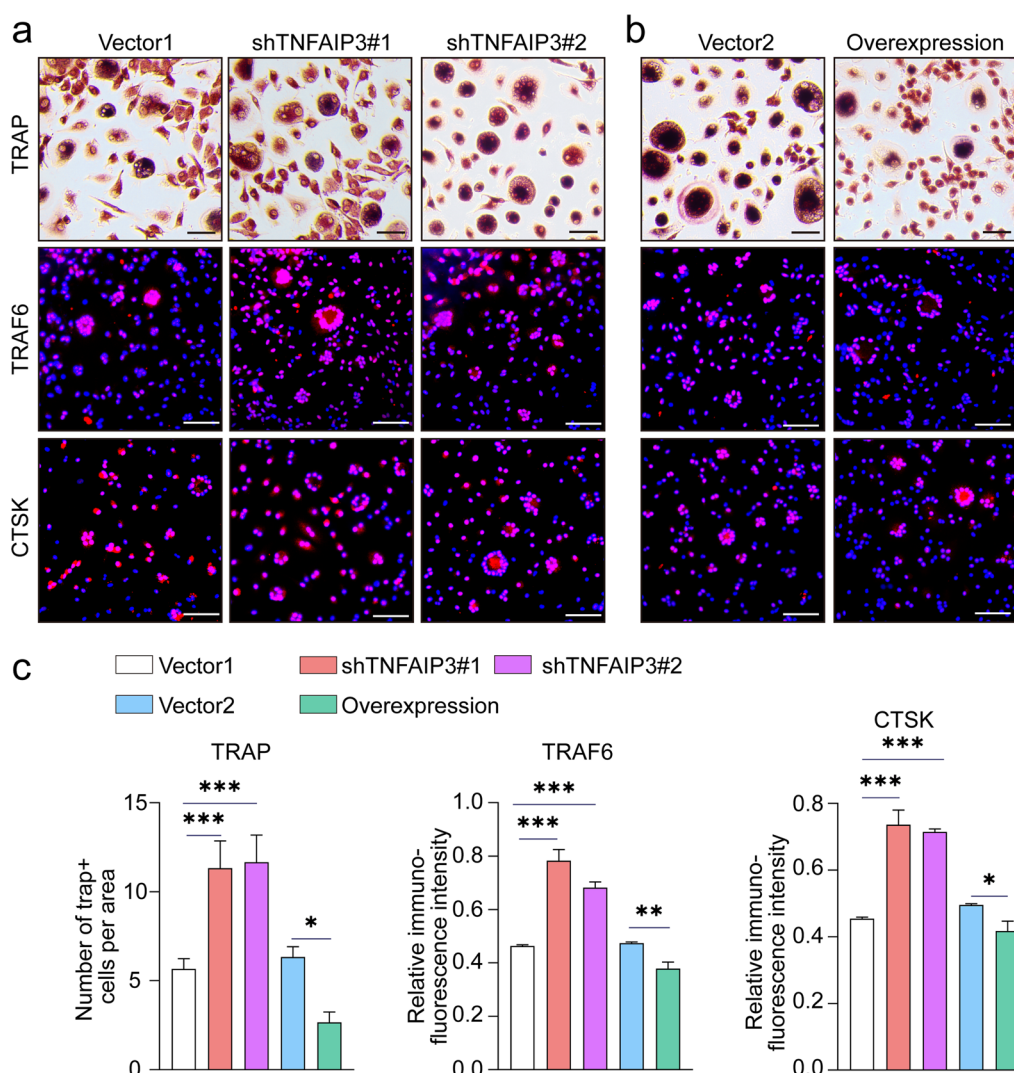 a
b
Vector1
shTNFAIP3#1
shTNFAIP3#2
Vector2
Overexpression
TRAP
TRAF6
CTSK
c
Vector1
shTNFAIP3#1
shTNFAIP3#2
Vector2
Overexpression
TRAP
Number of trap+
cells per area
15
10
5
0
***
***
*
TRAF6
Relative immuno-
fluorescence intensity
1.0
0.8
0.6
0.4
0.2
0.0
***
***
**
CTSK
Relative immuno-
fluorescence intensity
0.8
0.6
0.4
0.2
0.0
***
***
*